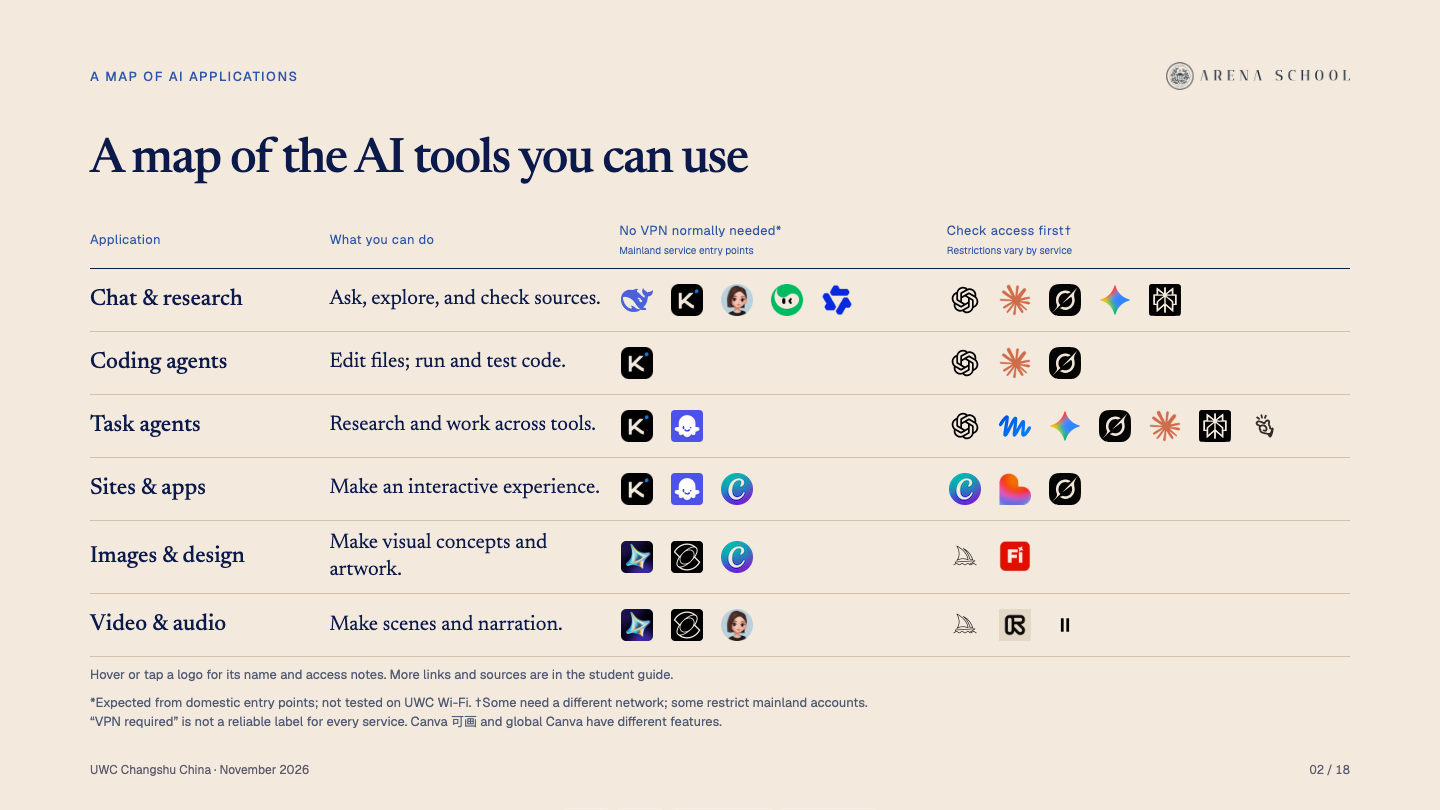 A MAP OF AI APPLICATIONS
ARENA SCHOOL
A map of the AI tools you can use
Application
What you can do
No VPN normally needed*
Mainland service entry points
Check access first†
Restrictions vary by service
Chat & research
Ask, explore, and check sources.
Coding agents
Edit files; run and test code.
Task agents
Research and work across tools.
Sites & apps
Make an interactive experience.
Images & design
Make visual concepts and
artwork.
Fi
Video & audio
Make scenes and narration.
Hover or tap a logo for its name and access notes. More links and sources are in the student guide.
*Expected from domestic entry points; not tested on UWC Wi-Fi. †Some need a different network; some restrict mainland accounts.
“VPN required” is not a reliable label for every service. Canva 可画 and global Canva have different features.
UWC Changshu China · November 2026
02 / 18